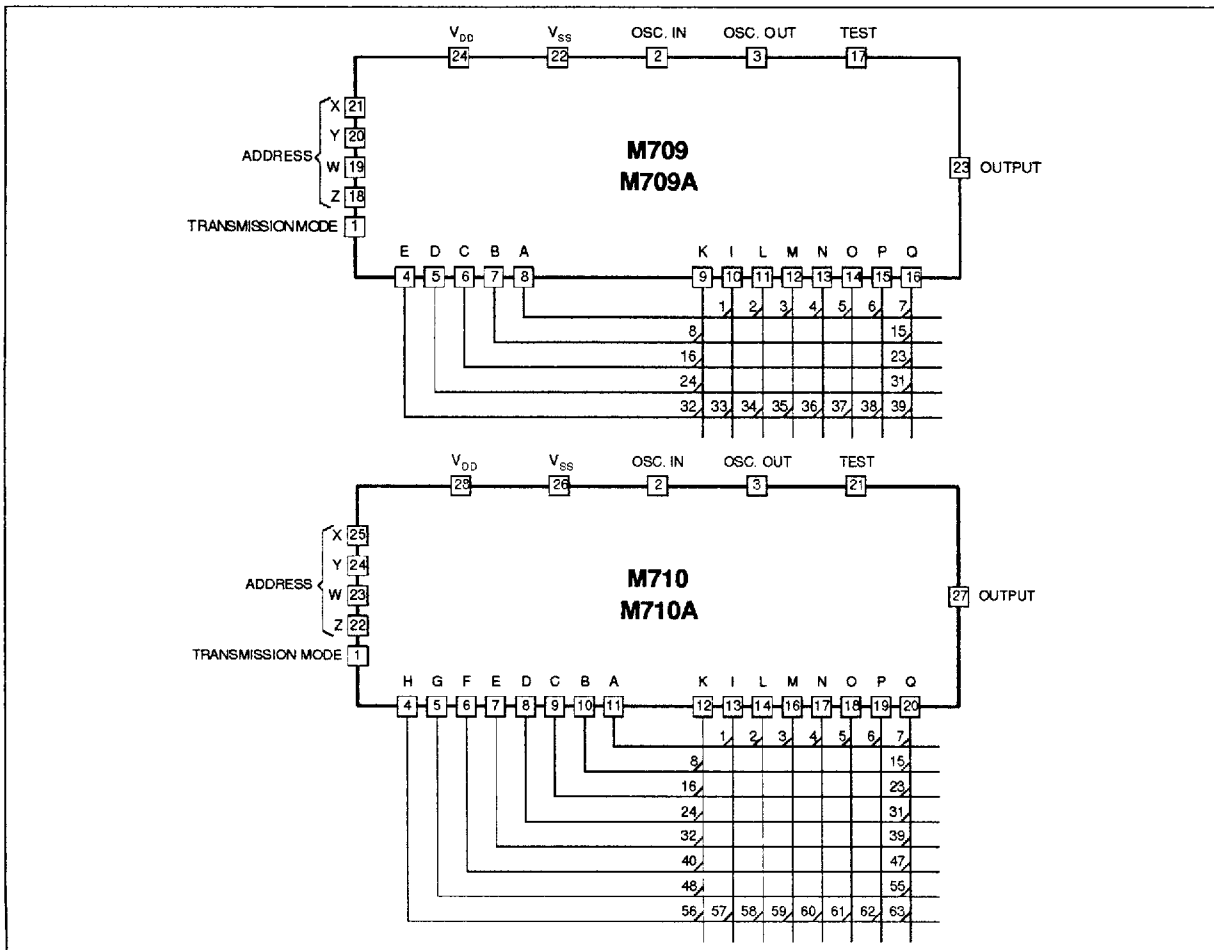 VDD VSS OSC. IN OSC. OUT TEST
24 22 2 3 17
X 21
Y 20
ADDRESS
W 19
Z 18
TRANSMISSION MODE 1
M709
M709A
23 OUTPUT
E D C B A K I L M N O P Q
4 5 6 7 8 9 10 11 12 13 14 15 16
1 2 3 4 5 6 7
8 15
16 23
24 31
32 33 34 35 36 37 38 39
VDD VSS OSC. IN OSC. OUT TEST
28 26 2 3 21
X 25
Y 24
ADDRESS
W 23
Z 22
TRANSMISSION MODE 1
M710
M710A
27 OUTPUT
H G F E D C B A K I L M N O P Q
4 5 6 7 8 9 10 11 12 13 14 16 17 18 19 20
1 2 3 4 5 6 7
8 15
16 23
24 31
32 39
40 47
48 55
56 57 58 59 60 61 62 63